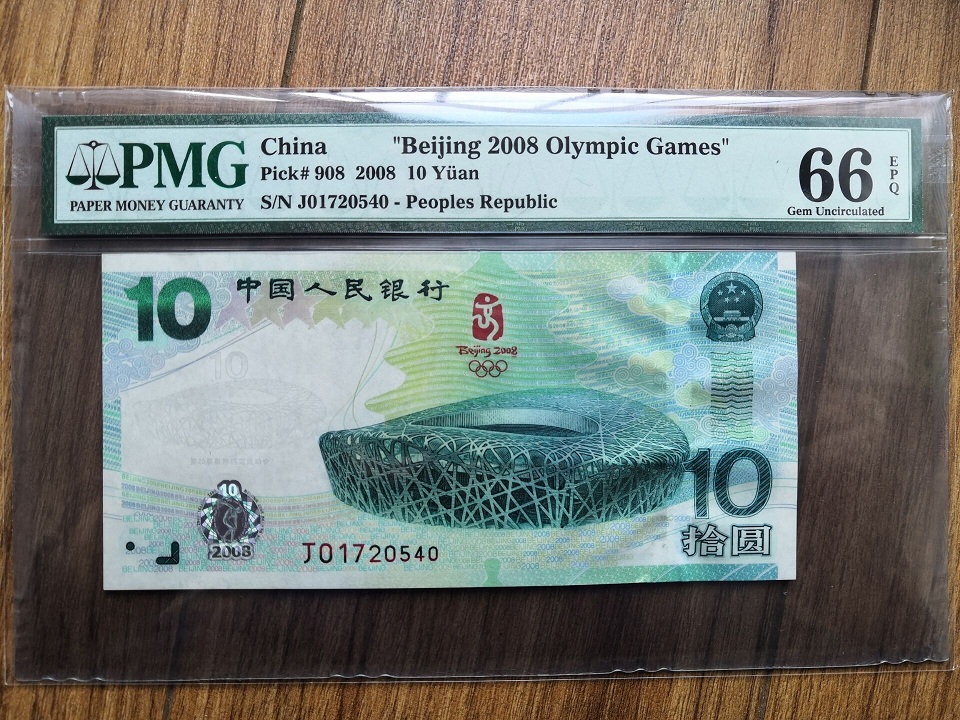 PMG
PAPER MONEY GUARANTY
China "Beijing 2008 Olympic Games"
Pick# 908 2008 10 Yüan
S/N J01720540 - Peoples Republic
66
EPQ
Gem Uncirculated
10
中国人民银行
Beijing 2008
10
拾圆
10
2008
J01720540